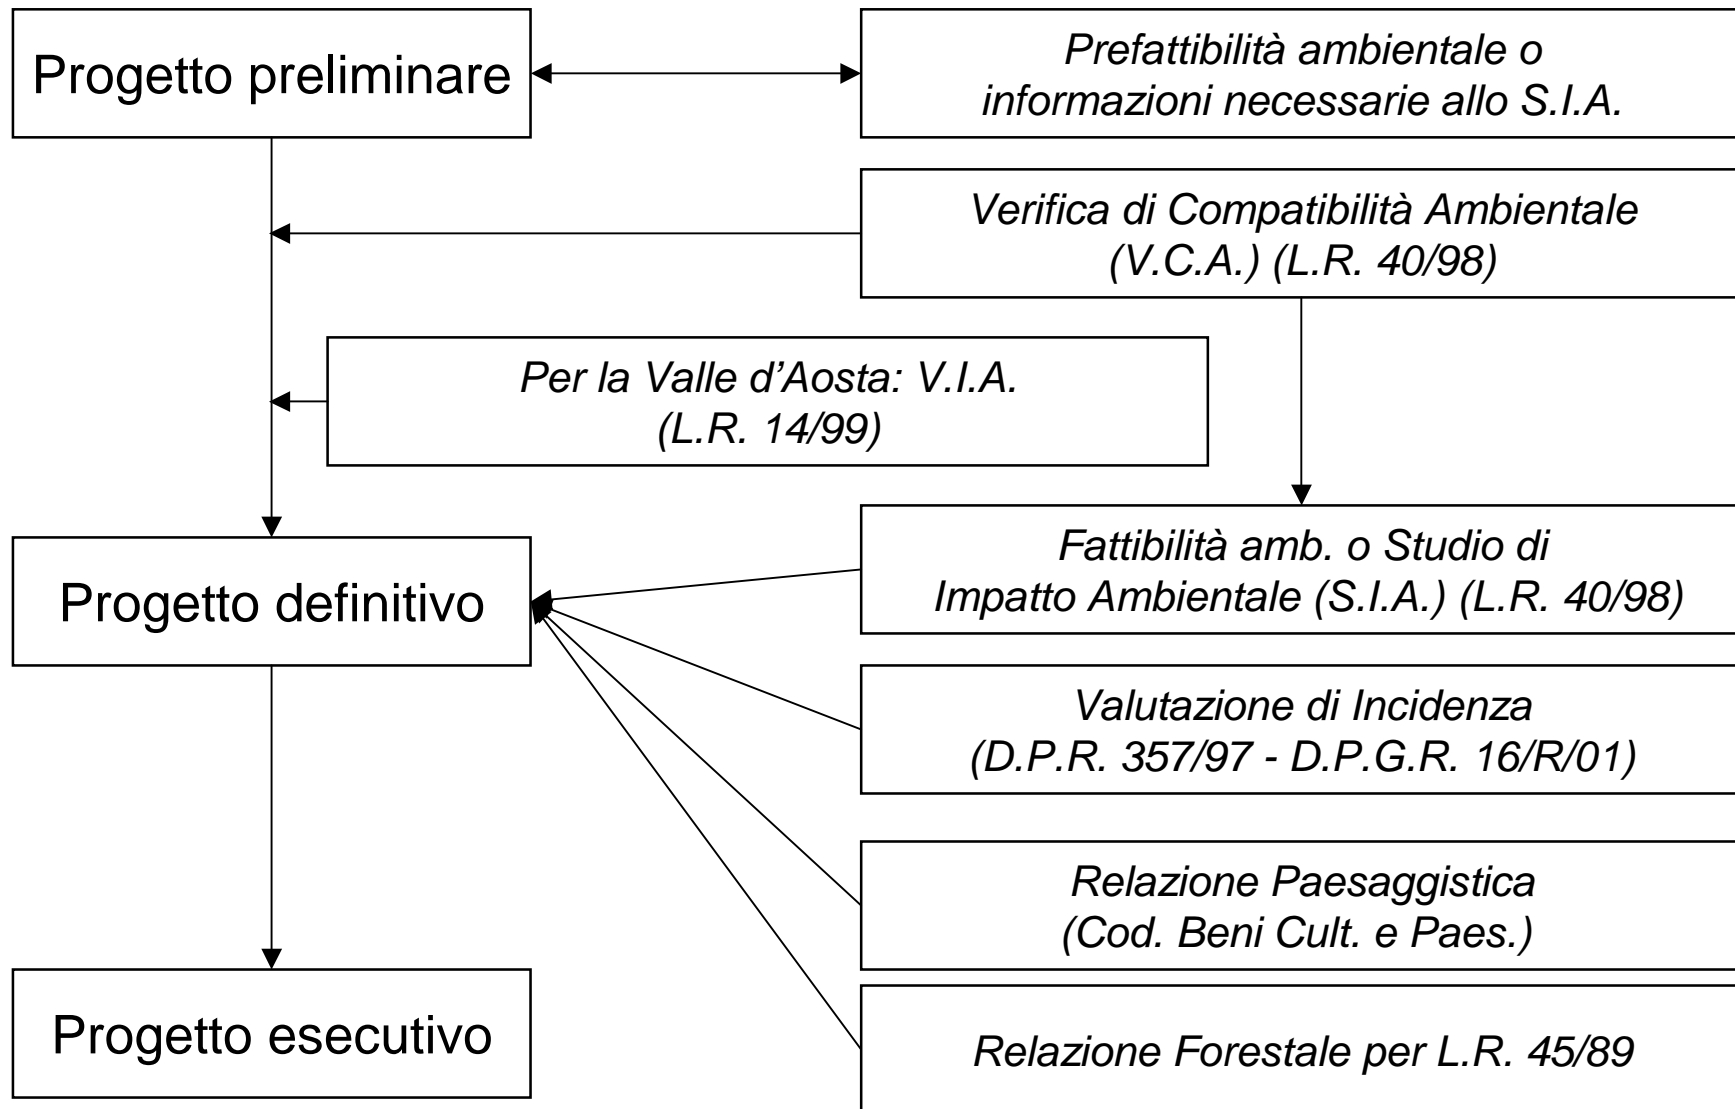 Progetto preliminare
Prefattibilità ambientale o
informazioni necessarie allo S.I.A.
Verifica di Compatibilità Ambientale
(V.C.A.) (L.R. 40/98)
Per la Valle d’Aosta: V.I.A.
(L.R. 14/99)
Fattibilità amb. o Studio di
Impatto Ambientale (S.I.A.) (L.R. 40/98)
Progetto definitivo
Valutazione di Incidenza
(D.P.R. 357/97 - D.P.G.R. 16/R/01)
Relazione Paesaggistica
(Cod. Beni Cult. e Paes.)
Progetto esecutivo
Relazione Forestale per L.R. 45/89